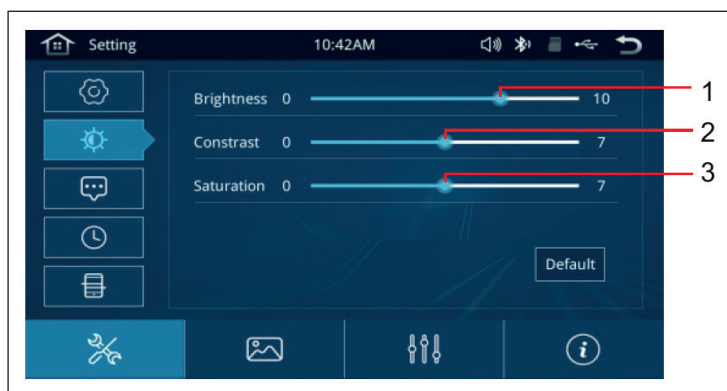 Setting 10:42AM
Brightness 0 10 1
Constrast 0 7 2
Saturation 0 7 3
Default